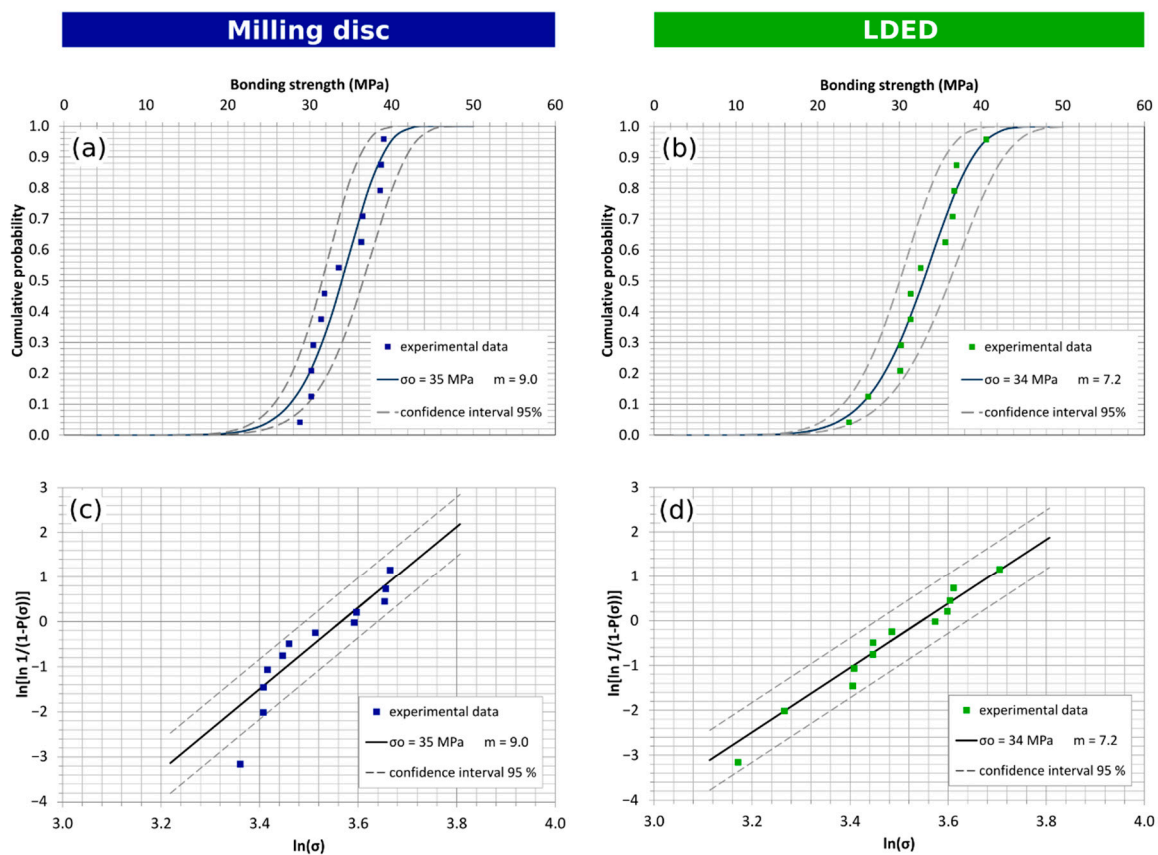 Milling disc
LDED
Bonding strength (MPa)
0 10 20 30 40 50 60
(a)
1.0
0.9
0.8
0.7
0.6
0.5
0.4
0.3
0.2
0.1
0.0
Cumulative probability
experimental data
σo = 35 MPa m = 9.0
confidence interval 95%
Bonding strength (MPa)
0 10 20 30 40 50 60
(b)
1.0
0.9
0.8
0.7
0.6
0.5
0.4
0.3
0.2
0.1
0.0
Cumulative probability
experimental data
σo = 34 MPa m = 7.2
confidence interval 95%
(c)
3
2
1
0
−1
−2
−3
−4
ln[ln 1/(1-P(σ))]
experimental data
σo = 35 MPa m = 9.0
confidence interval 95 %
3.0 3.2 3.4 3.6 3.8 4.0
ln(σ)
(d)
3
2
1
0
−1
−2
−3
−4
ln[ln 1/(1-P(σ))]
experimental data
σo = 34 MPa m = 7.2
confidence interval 95 %
3.0 3.2 3.4 3.6 3.8 4.0
ln(σ)